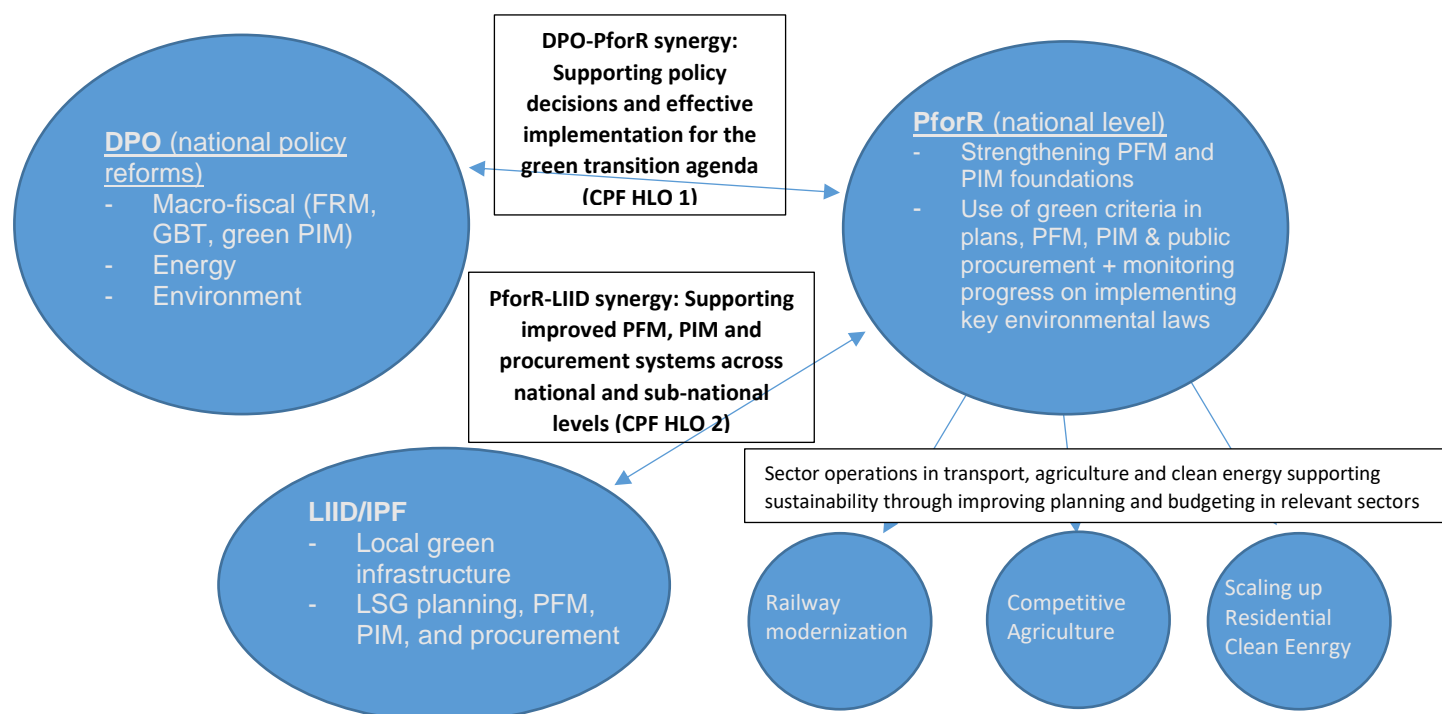 DPO-PforR synergy:
Supporting policy
decisions and effective
implementation for the
green transition agenda
(CPF HLO 1)
DPO (national policy
reforms)
- Macro-fiscal (FRM,
GBT, green PIM)
- Energy
- Environment
PforR (national level)
- Strengthening PFM and
PIM foundations
- Use of green criteria in
plans, PFM, PIM & public
procurement + monitoring
progress on implementing
key environmental laws
PforR-LIID synergy: Supporting
improved PFM, PIM and
procurement systems across
national and sub-national
levels (CPF HLO 2)
LIID/IPF
- Local green
infrastructure
- LSG planning, PFM,
PIM, and procurement
Sector operations in transport, agriculture and clean energy supporting
sustainability through improving planning and budgeting in relevant sectors
Railway
modernization
Competitive
Agriculture
Scaling up
Residential
Clean Eenrgy